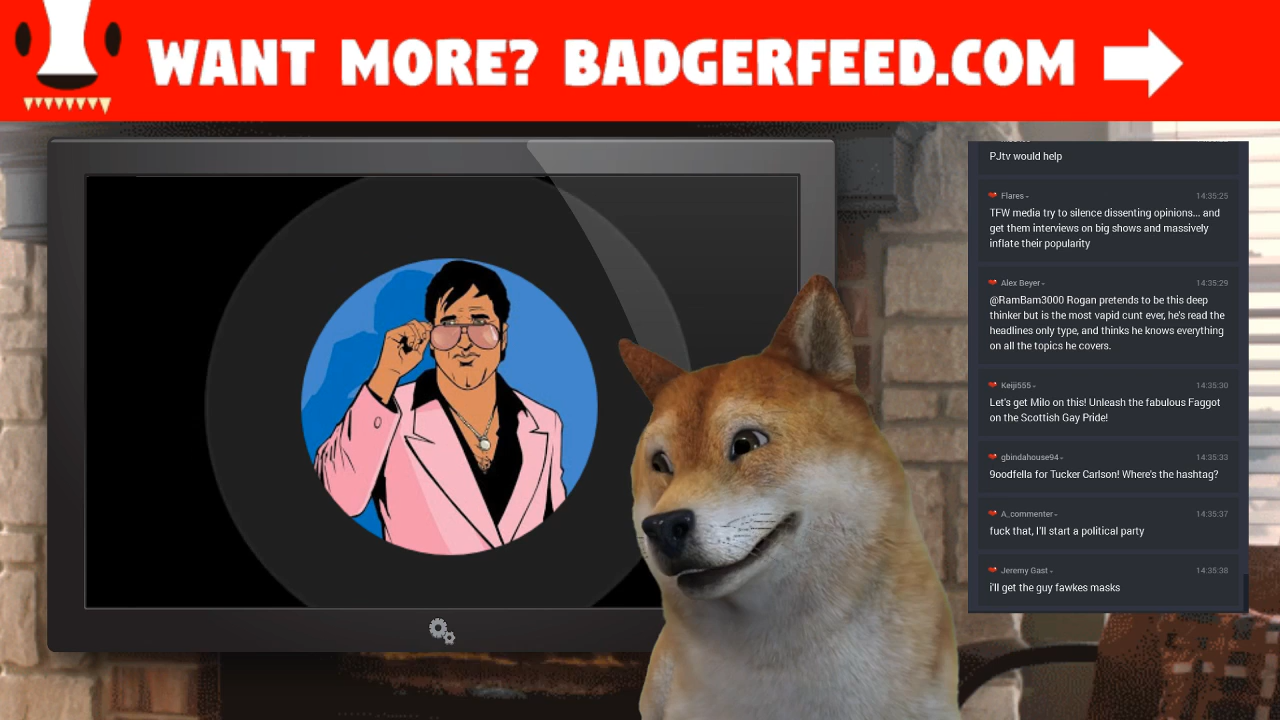 WANT MORE? BADGERFEED.COM
PJtv would help
Flares
14:35:25
TFW media try to silence dissenting opinions... and
get them interviews on big shows and massively
inflate their popularity
Alex Beyer
14:35:29
@RamBam3000 Rogan pretends to be this deep
thinker but is the most vapid cunt ever, he's read the
headlines only type, and thinks he knows everything
on all the topics he covers.
Keiji555
14:35:30
Let's get Milo on this! Unleash the fabulous Faggot
on the Scottish Gay Pride!
gbindahouse94
14:35:33
9oodfella for Tucker Carlson! Where's the hashtag?
A_commenter
14:35:37
fuck that, I'll start a political party
Jeremy Gast
14:35:38
i'll get the guy fawkes masks